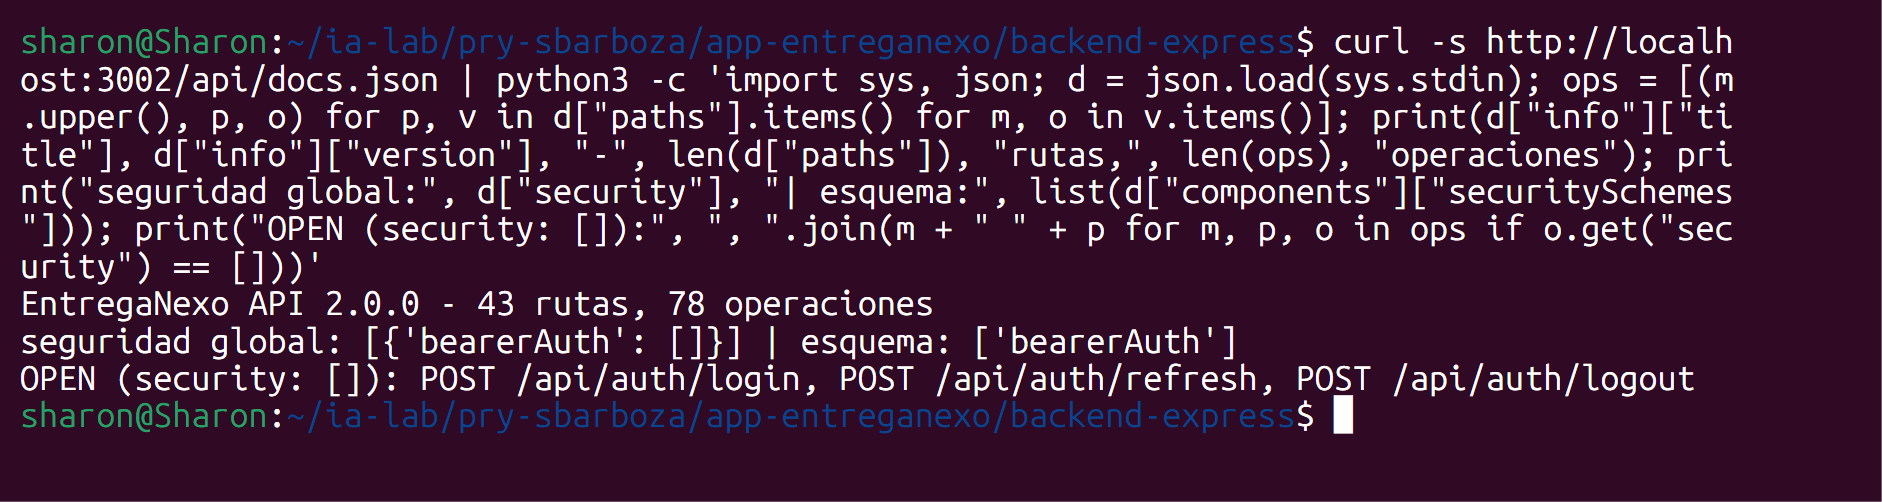 sharon@Sharon:~/ia-lab/pry-sbarboza/app-entreganexo/backend-express$ curl -s http://localh
ost:3002/api/docs.json | python3 -c 'import sys, json; d = json.load(sys.stdin); ops = [(m
.upper(), p, o) for p, v in d["paths"].items() for m, o in v.items()]; print(d["info"]["ti
tle"], d["info"]["version"], "-", len(d["paths"]), "rutas,", len(ops), "operaciones"); pri
nt("seguridad global:", d["security"], "| esquema:", list(d["components"]["securitySchemes
"])); print("OPEN (security: []):", ", ".join(m + " " + p for m, p, o in ops if o.get("sec
urity") == []))'
EntregaNexo API 2.0.0 - 43 rutas, 78 operaciones
seguridad global: [{'bearerAuth': []}] | esquema: ['bearerAuth']
OPEN (security: []): POST /api/auth/login, POST /api/auth/refresh, POST /api/auth/logout
sharon@Sharon:~/ia-lab/pry-sbarboza/app-entreganexo/backend-express$